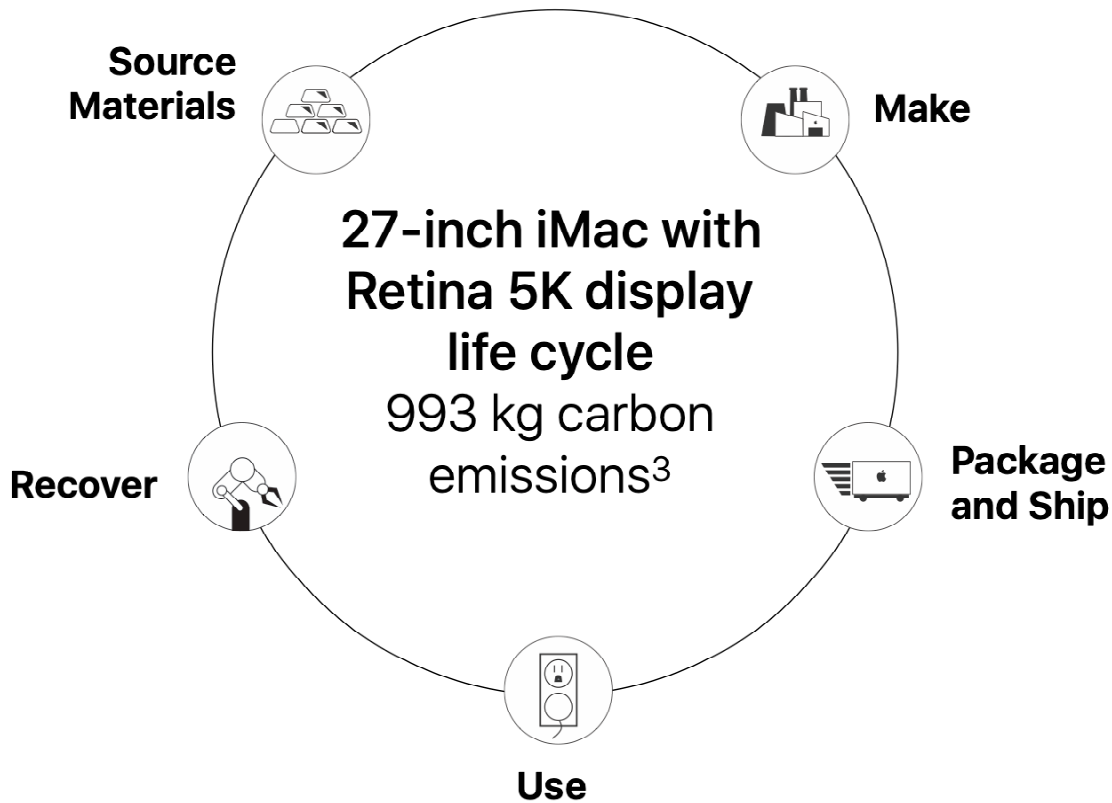 Source
Materials
Make
27-inch iMac with
Retina 5K display
life cycle
993 kg carbon
emissions³
Recover
Package
and Ship
Use